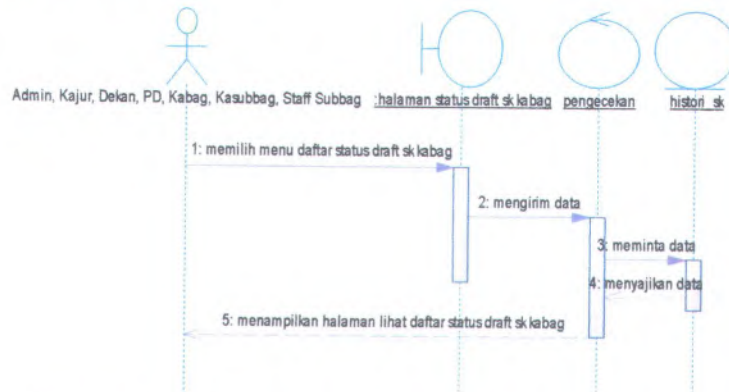 Admin, Kajur, Dekan, PD, Kabag, Kasubbag, Staff Subbag
:halaman status draft sk kabag
pengecekan
histori_sk
1: memilih menu daftar status draft sk kabag
2: mengirim data
3: meminta data
4: menyajikan data
5: menampilkan halaman lihat daftar status draft sk kabag